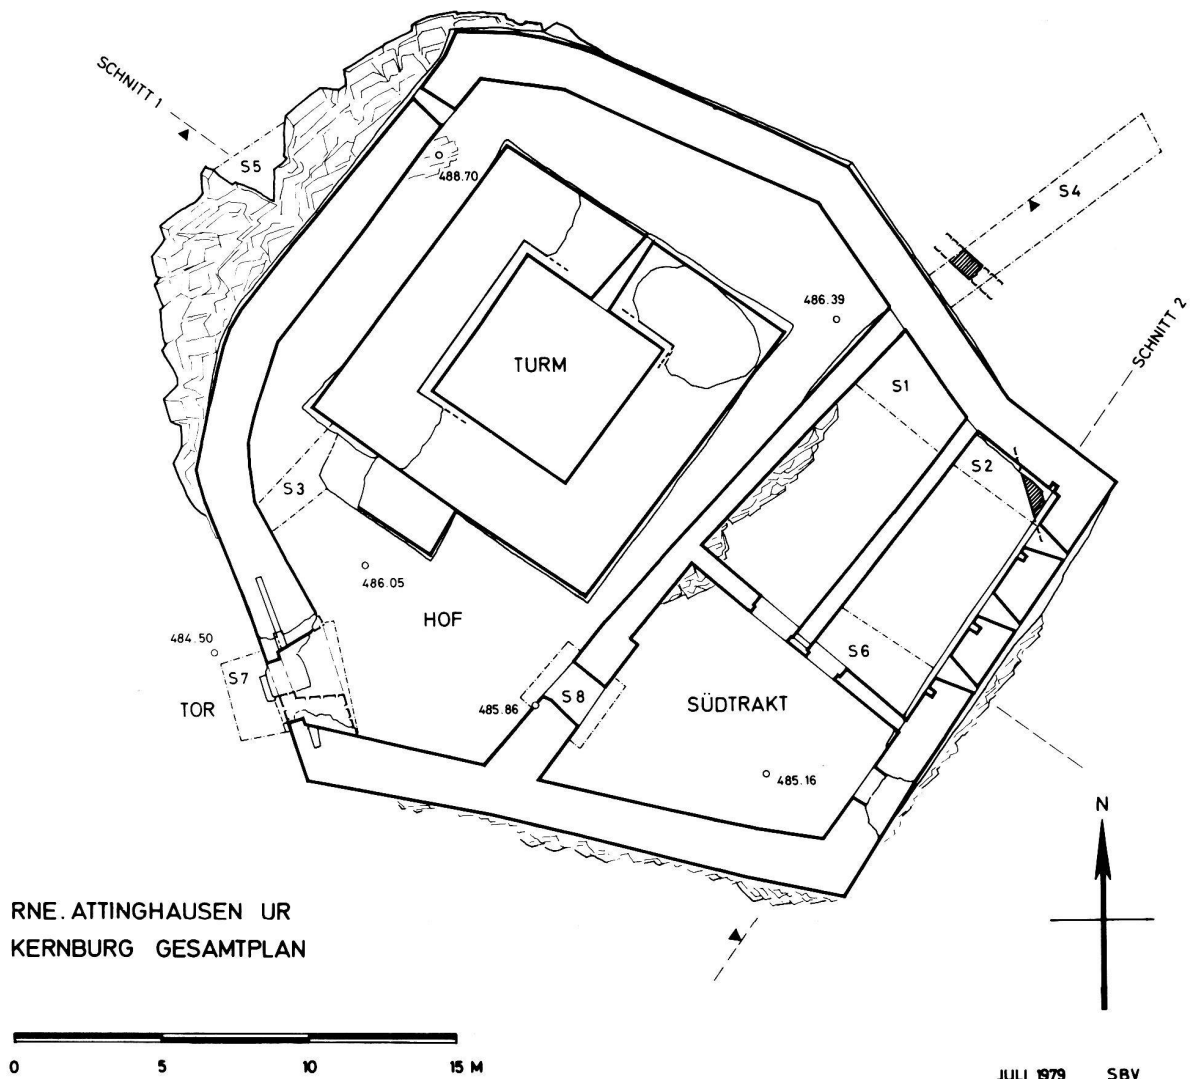 SCHNITT 1
S5
488.70
S4
486.39
SCHNITT 2
TURM
S1
S2
S3
486.05
HOF
484.50
S7
TOR
S6
S8
485.86
SÜDTRAKT
485.16
N
RNE. ATTINGHAUSEN UR
KERNBURG GESAMTPLAN
0 5 10 15 M
JULI 1979 SBV